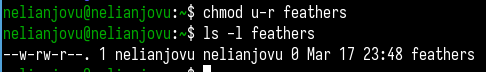 nelianjovu@nelianjovu:~$ chmod u-r feathers
nelianjovu@nelianjovu:~$ ls -l feathers
--w-rw-r--. 1 nelianjovu nelianjovu 0 Mar 17 23:48 feathers